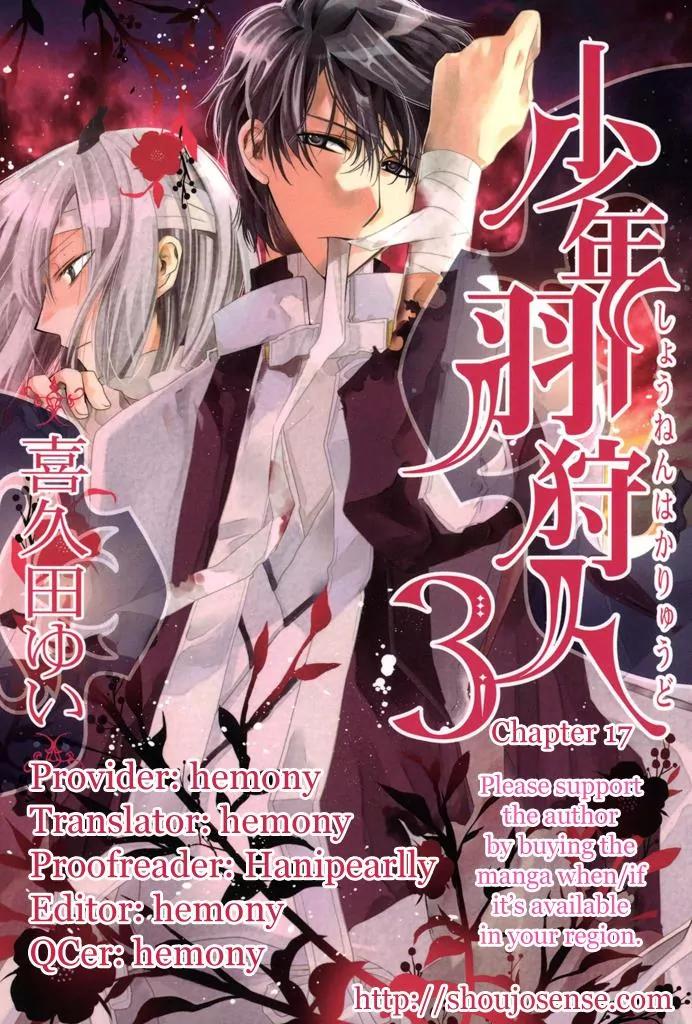 少年羽狩人
しょうねんはかりゅうど
3
喜久田ゆい
Chapter 17
Provider: hemony
Translator: hemony
Proofreader: Hanipearlly
Editor: hemony
QCer: hemony
Please support
the author
by buying the
manga when/if
it's available
in your region.
http://shoujosense.com